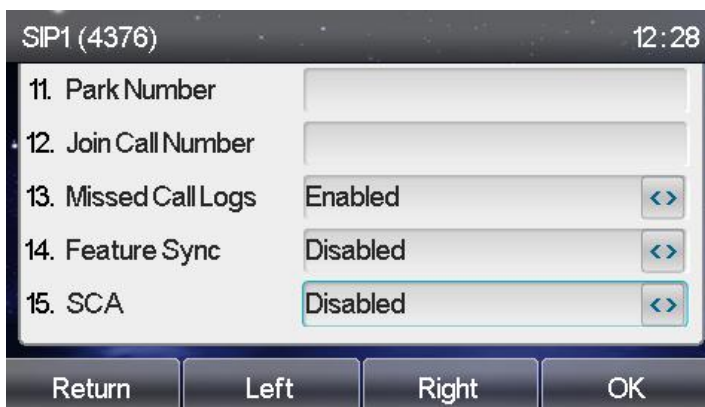 SIP1 (4376) 12:28
11. Park Number
12. Join Call Number
13. Missed Call Logs Enabled <>
14. Feature Sync Disabled <>
15. SCA Disabled <>
Return Left Right OK